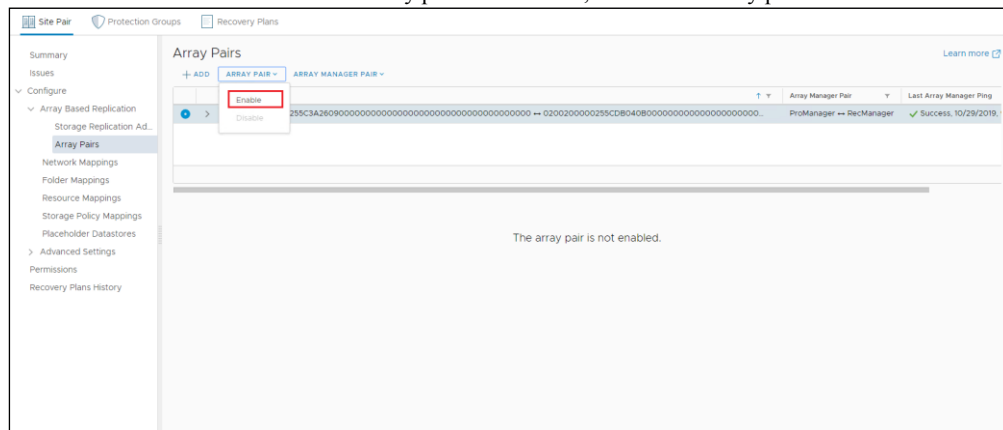 Site Pair Protection Groups Recovery Plans
Summary
Issues
Configure
Array Based Replication
Storage Replication Ad...
Array Pairs
Network Mappings
Folder Mappings
Resource Mappings
Storage Policy Mappings
Placeholder Datastores
Advanced Settings
Permissions
Recovery Plans History
Array Pairs Learn more
+ ADD ARRAY PAIR ARRAY MANAGER PAIR
Enable
Disable
Array Manager Pair Last Array Manager Ping
ProManager ↔ RecManager Success, 10/29/2019,
The array pair is not enabled.